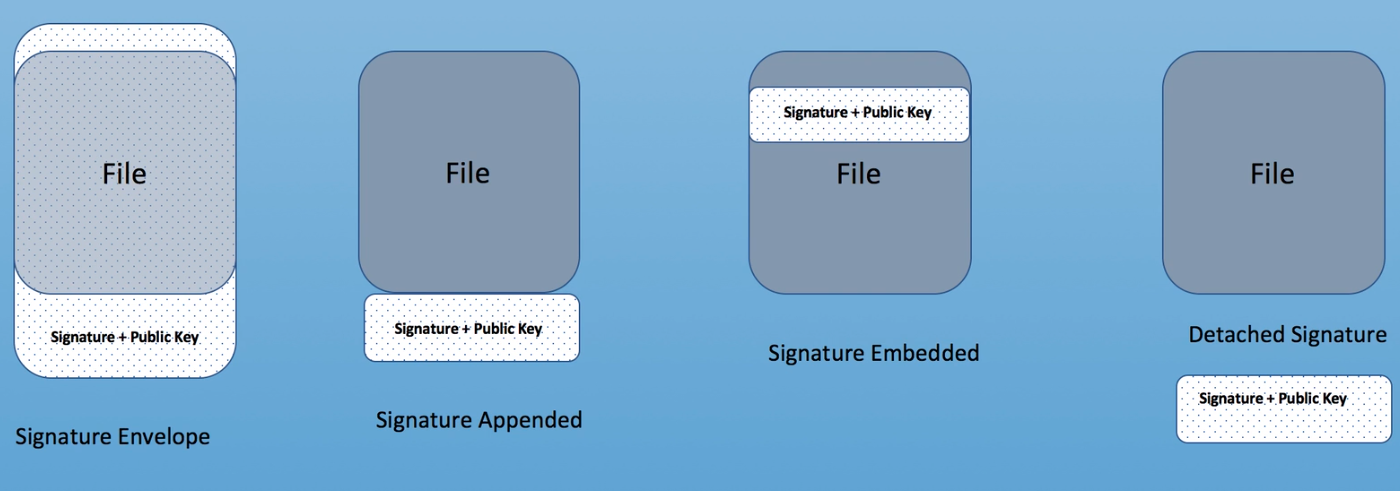 File
Signature + Public Key
Signature Envelope
File
Signature + Public Key
Signature Appended
Signature + Public Key
File
Signature Embedded
File
Detached Signature
Signature + Public Key